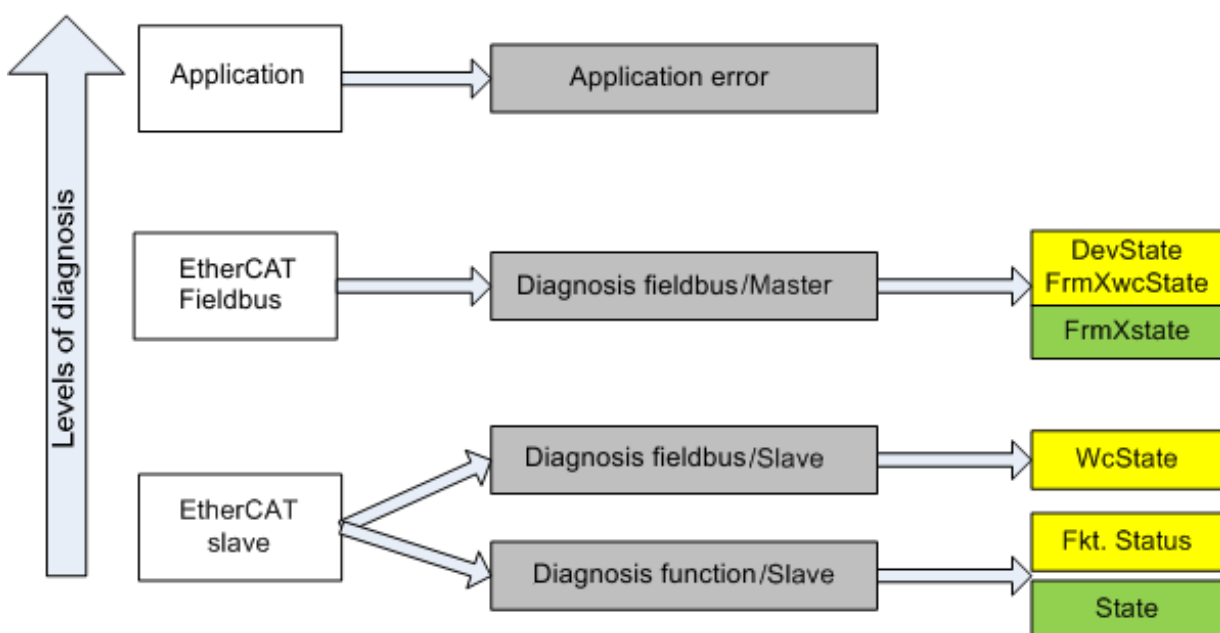 Levels of diagnosis
Application
Application error
EtherCAT
Fieldbus
Diagnosis fieldbus/Master
DevState
FrmXwcState
FrmXstate
EtherCAT
slave
Diagnosis fieldbus/Slave
WcState
Diagnosis function/Slave
Fkt. Status
State